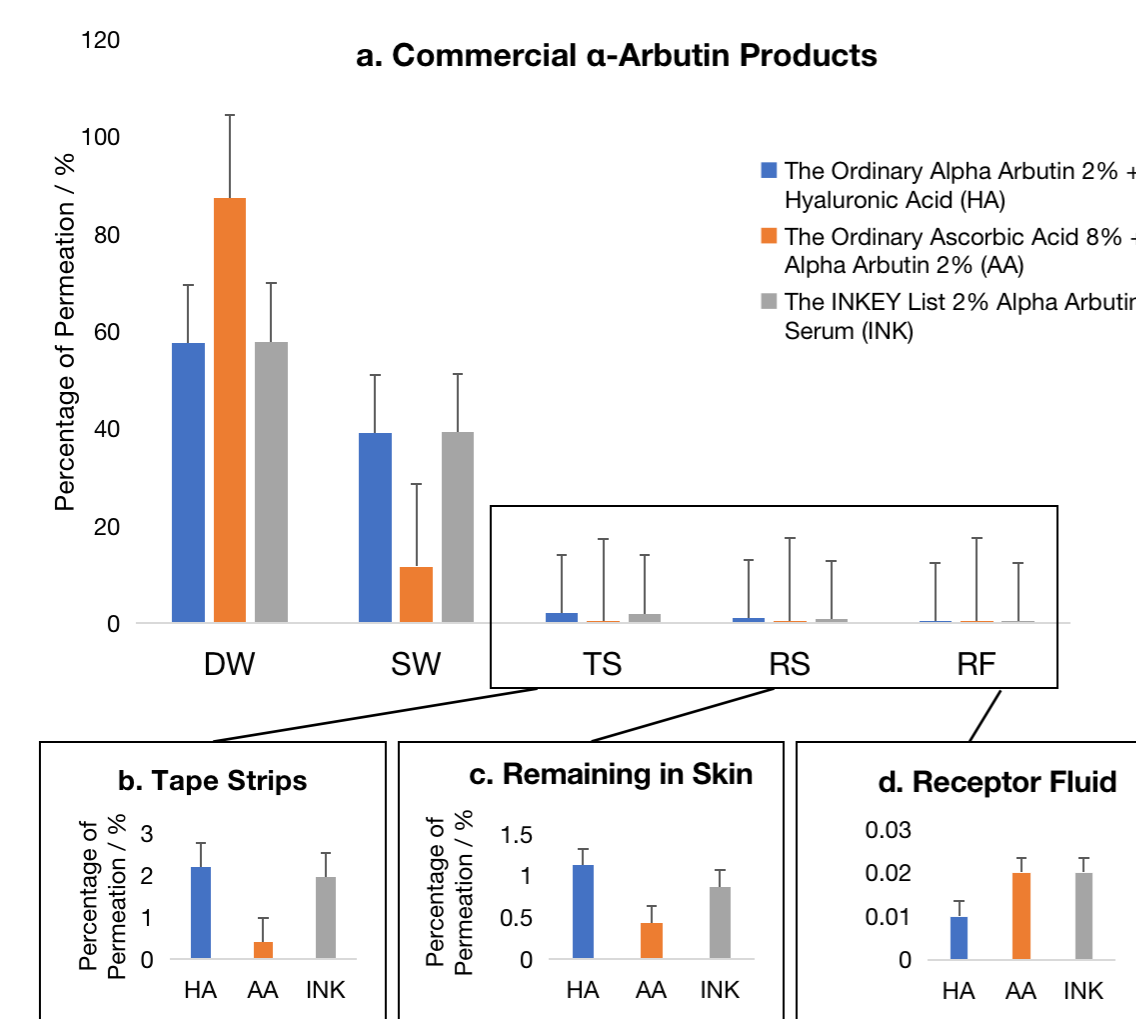 a. Commercial α-Arbutin Products
120
100
80
60
40
20
0
Percentage of Permeation / %
The Ordinary Alpha Arbutin 2% +
Hyaluronic Acid (HA)
The Ordinary Ascorbic Acid 8% +
Alpha Arbutin 2% (AA)
The INKEY List 2% Alpha Arbutin
Serum (INK)
DW SW TS RS RF
b. Tape Strips
Percentage of
Permeation / %
3
2
1
0
HA AA INK
c. Remaining in Skin
Percentage of
Permeation / %
1.5
1
0.5
0
HA AA INK
d. Receptor Fluid
0.03
0.02
0.01
0
HA AA INK